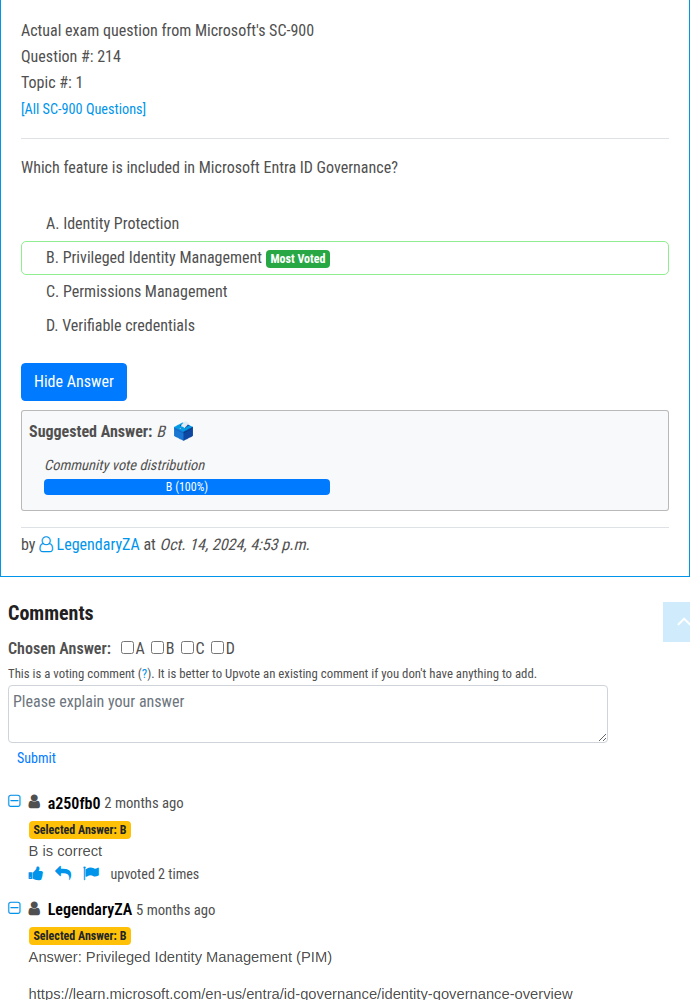 Actual exam question from Microsoft's SC-900
Question #: 214
Topic #: 1
[All SC-900 Questions]
Which feature is included in Microsoft Entra ID Governance?
A. Identity Protection
B. Privileged Identity Management Most Voted
C. Permissions Management
D. Verifiable credentials
Hide Answer
Suggested Answer: B
Community vote distribution
B (100%)
by LegendaryZA at Oct. 14, 2024, 4:53 p.m.
Comments
Chosen Answer: A B C D
This is a voting comment (?). It is better to Upvote an existing comment if you don't have anything to add.
Please explain your answer
Submit
a250fb0 2 months ago
Selected Answer: B
B is correct
upvoted 2 times
LegendaryZA 5 months ago
Selected Answer: B
Answer: Privileged Identity Management (PIM)
https://learn.microsoft.com/en-us/entra/id-governance/identity-governance-overview